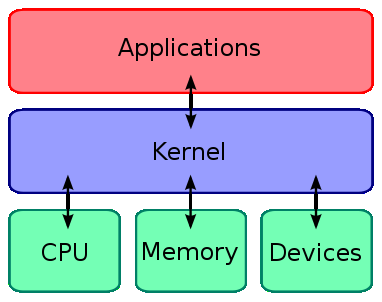 Applications
Kernel
CPU
Memory
Devices